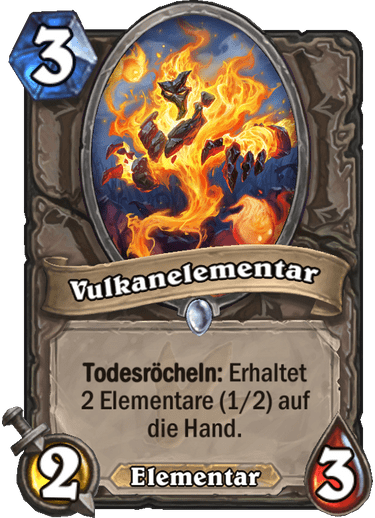 3
Vulkanelementar
Todesröcheln: Erhaltet
2 Elementare (1/2) auf
die Hand.
2
Elementar
3